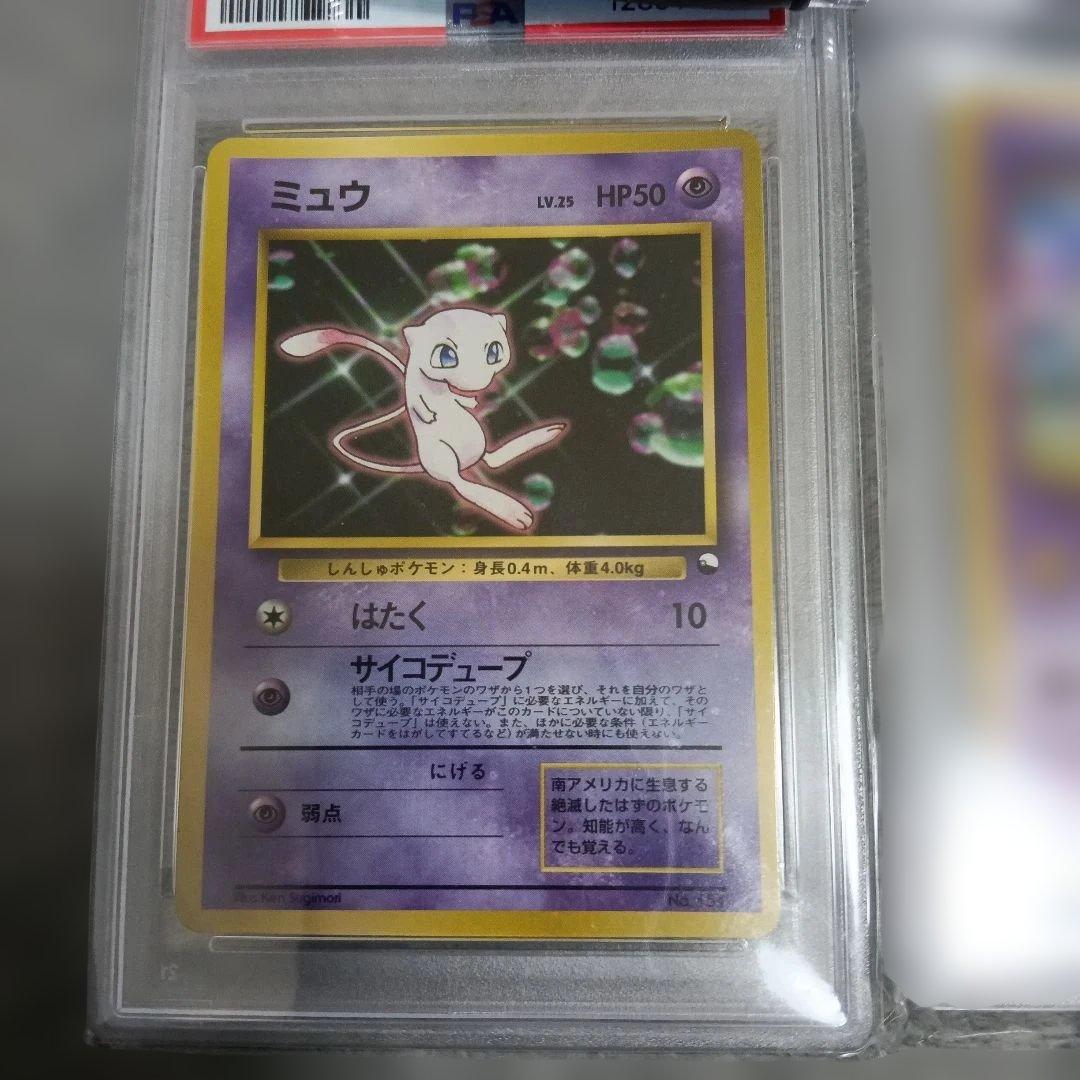 PSA
ミュウ LV.25 HP50
しんしゅポケモン：身長0.4m、体重4.0kg
はたく 10
サイコデュープ
相手の場のポケモンのワザから1つを選び、それを自分のワザと
して使う。「サイコデュープ」に必要なエネルギーに加えて、その
ワザに必要なエネルギーがこのカードについていない限り、「サイ
コデュープ」は使えない。また、ほかに必要な条件（エネルギー
カードをはがしてすてるなど）が満たせない時にも使えない。
にげる
弱点
南アメリカに生息する
絶滅したはずのポケモ
ン。知能が高く、なん
でも覚える。
Illus. Ken Sugimori
No. 151